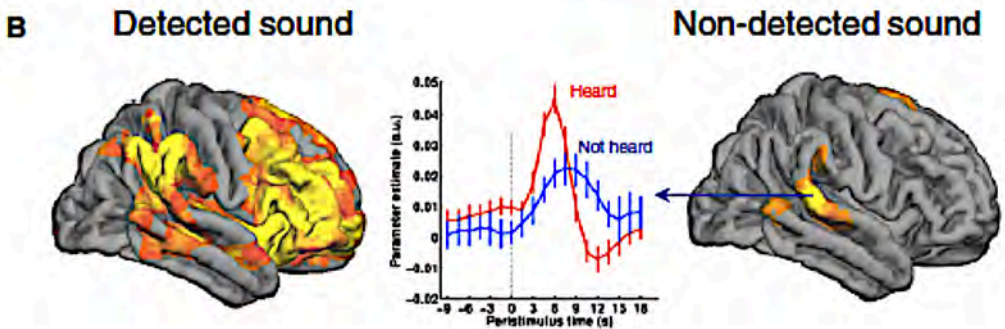 B
Detected sound
Non-detected sound
Heard
Not heard
Parameter estimate (a.u.)
0.05
0.04
0.03
0.02
0.01
0
-0.01
-0.02
-9 -6 -3 0 3 6 9 12 15 18
Peristimulus time (s)